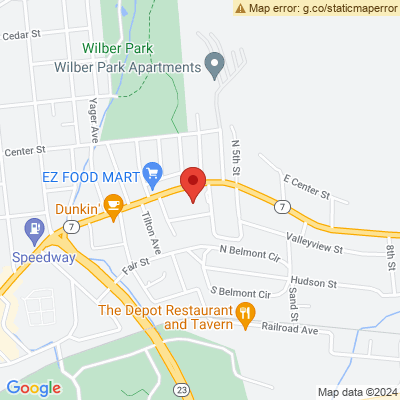 Map error: g.co/staticmaperror
Cedar St
Wilber Park
Wilber Park Apartments
Yager Ave
Center St
N 5th St
EZ FOOD MART
E Center St
Dunkin'
7
7
Tilton Ave
Speedway
Valleyview St
8th St
N Belmont Cir
Fair St
Hudson St
S Belmont Cir
Sand St
The Depot Restaurant
and Tavern
Railroad Ave
23
Google
Map data ©2024